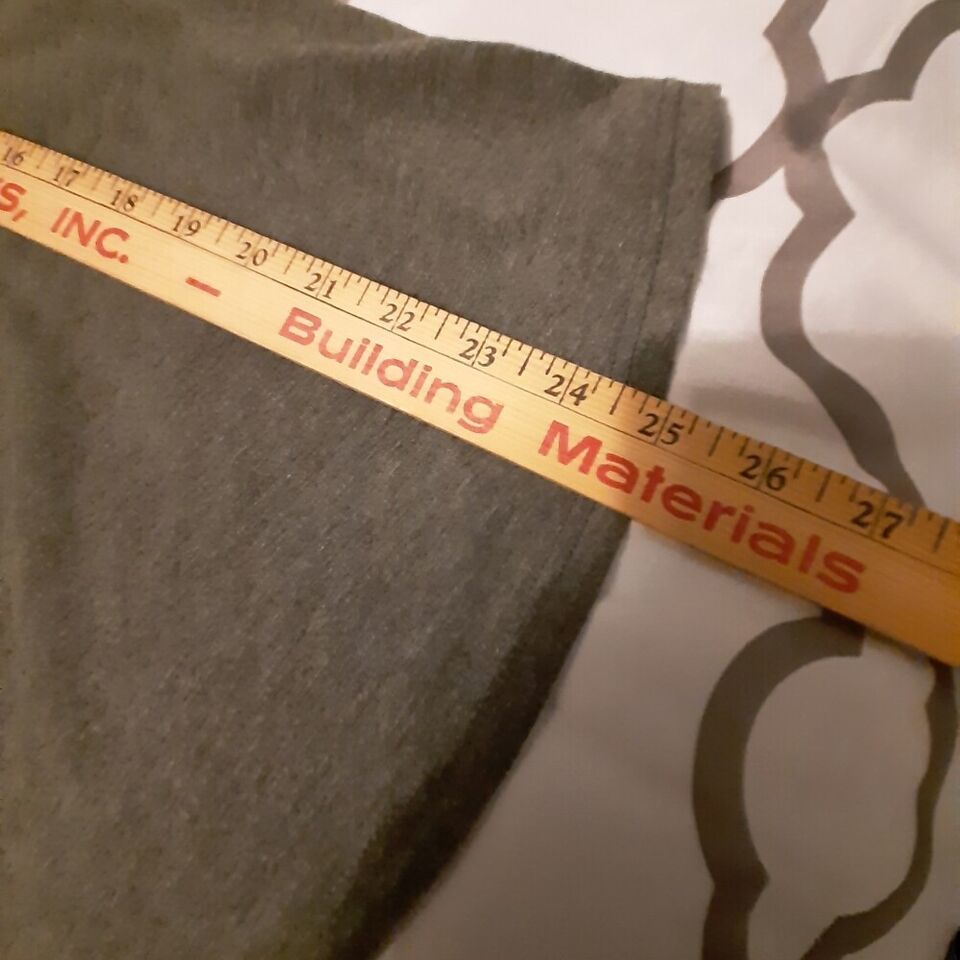 16 17 18 19 20 21 22 23 24 25 26 27
S, INC. – Building Materials